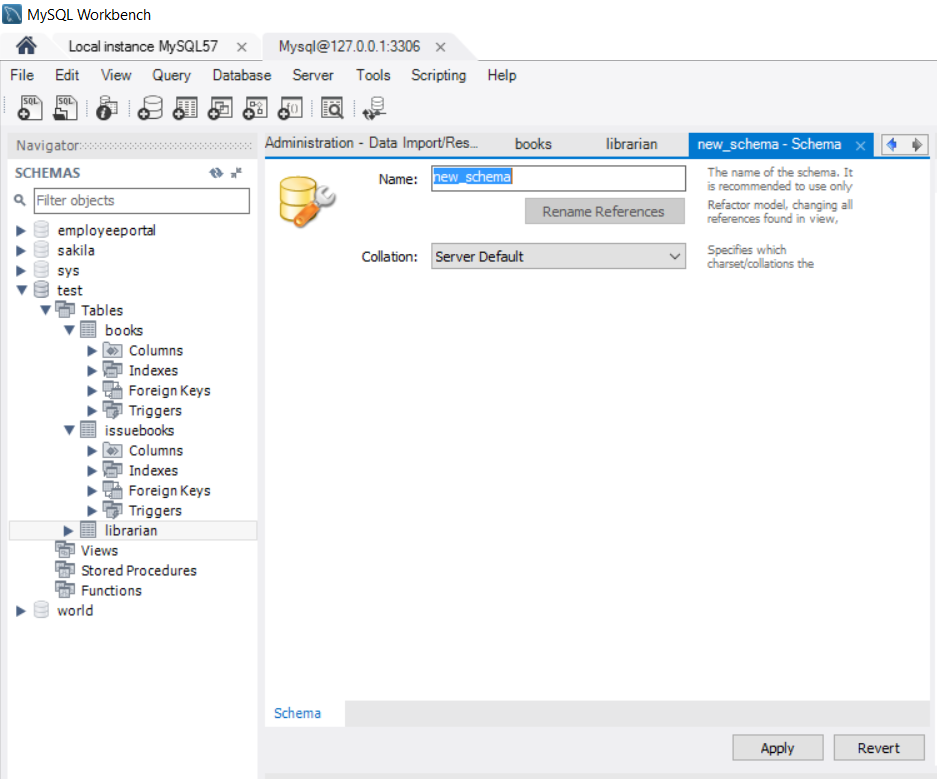 MySQL Workbench
Local instance MySQL57
Mysql@127.0.0.1:3306
File Edit View Query Database Server Tools Scripting Help
SQL SQL
Navigator
SCHEMAS
Filter objects
employeeportal
sakila
sys
test
Tables
books
Columns
Indexes
Foreign Keys
Triggers
issuebooks
Columns
Indexes
Foreign Keys
Triggers
librarian
Views
Stored Procedures
Functions
world
Administration - Data Import/Res... books librarian new_schema - Schema
Name: new_schema
The name of the schema. It
is recommended to use only
Rename References
Refactor model, changing all
references found in view,
Collation: Server Default
Specifies which
charset/collations the
Schema
Apply Revert